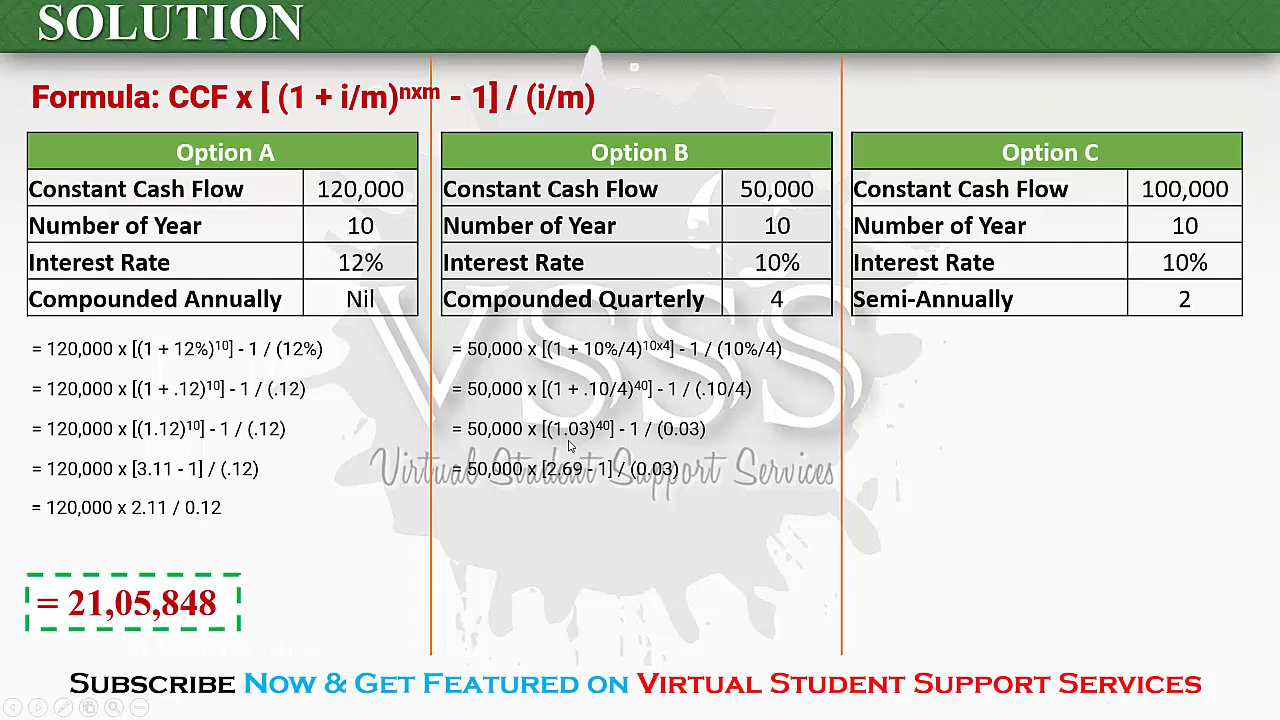 SOLUTION
Formula: CCF x [ (1 + i/m)ⁿˣᵐ - 1] / (i/m)
Option A
Constant Cash Flow 120,000
Number of Year 10
Interest Rate 12%
Compounded Annually Nil
= 120,000 x [(1 + 12%)¹⁰] - 1 / (12%)
= 120,000 x [(1 + .12)¹⁰] - 1 / (.12)
= 120,000 x [(1.12)¹⁰] - 1 / (.12)
= 120,000 x [3.11 - 1] / (.12)
= 120,000 x 2.11 / 0.12
= 21,05,848
Option B
Constant Cash Flow 50,000
Number of Year 10
Interest Rate 10%
Compounded Quarterly 4
= 50,000 x [(1 + 10%/4)¹⁰ˣ⁴] - 1 / (10%/4)
= 50,000 x [(1 + .10/4)⁴⁰] - 1 / (.10/4)
= 50,000 x [(1.03)⁴⁰] - 1 / (0.03)
= 50,000 x [2.69 - 1] / (0.03)
Option C
Constant Cash Flow 100,000
Number of Year 10
Interest Rate 10%
Semi-Annually 2
VSSS
Virtual Student Support Services
Subscribe Now & Get Featured on Virtual Student Support Services